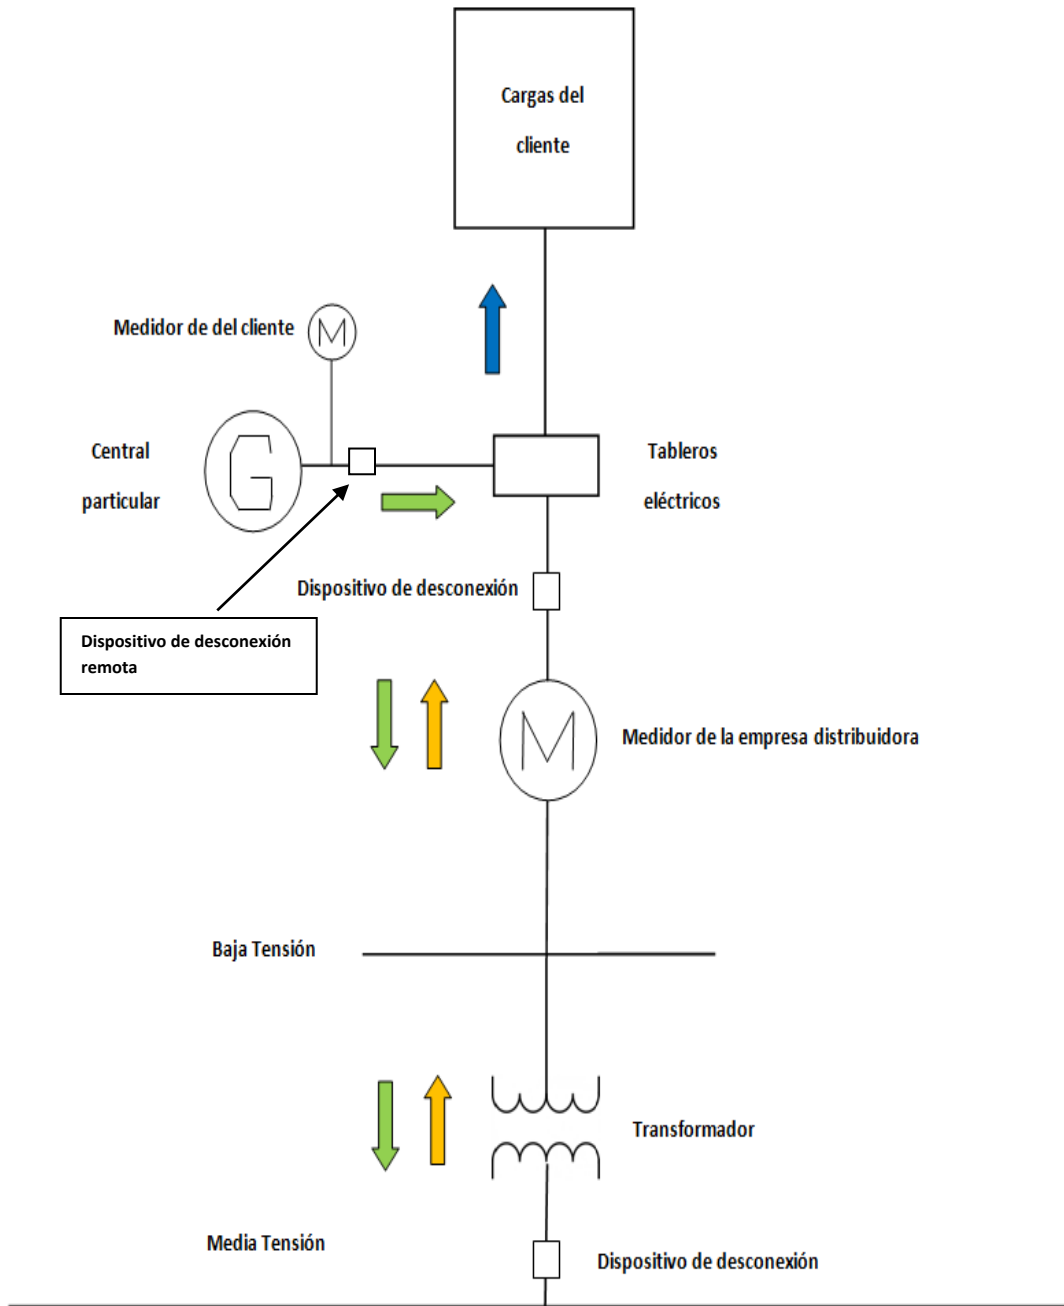 Cargas del
cliente
Medidor de del cliente
M
Central
particular
G
Tableros
eléctricos
Dispositivo de desconexión
Dispositivo de desconexión
remota
M
Medidor de la empresa distribuidora
Baja Tensión
Transformador
Media Tensión
Dispositivo de desconexión